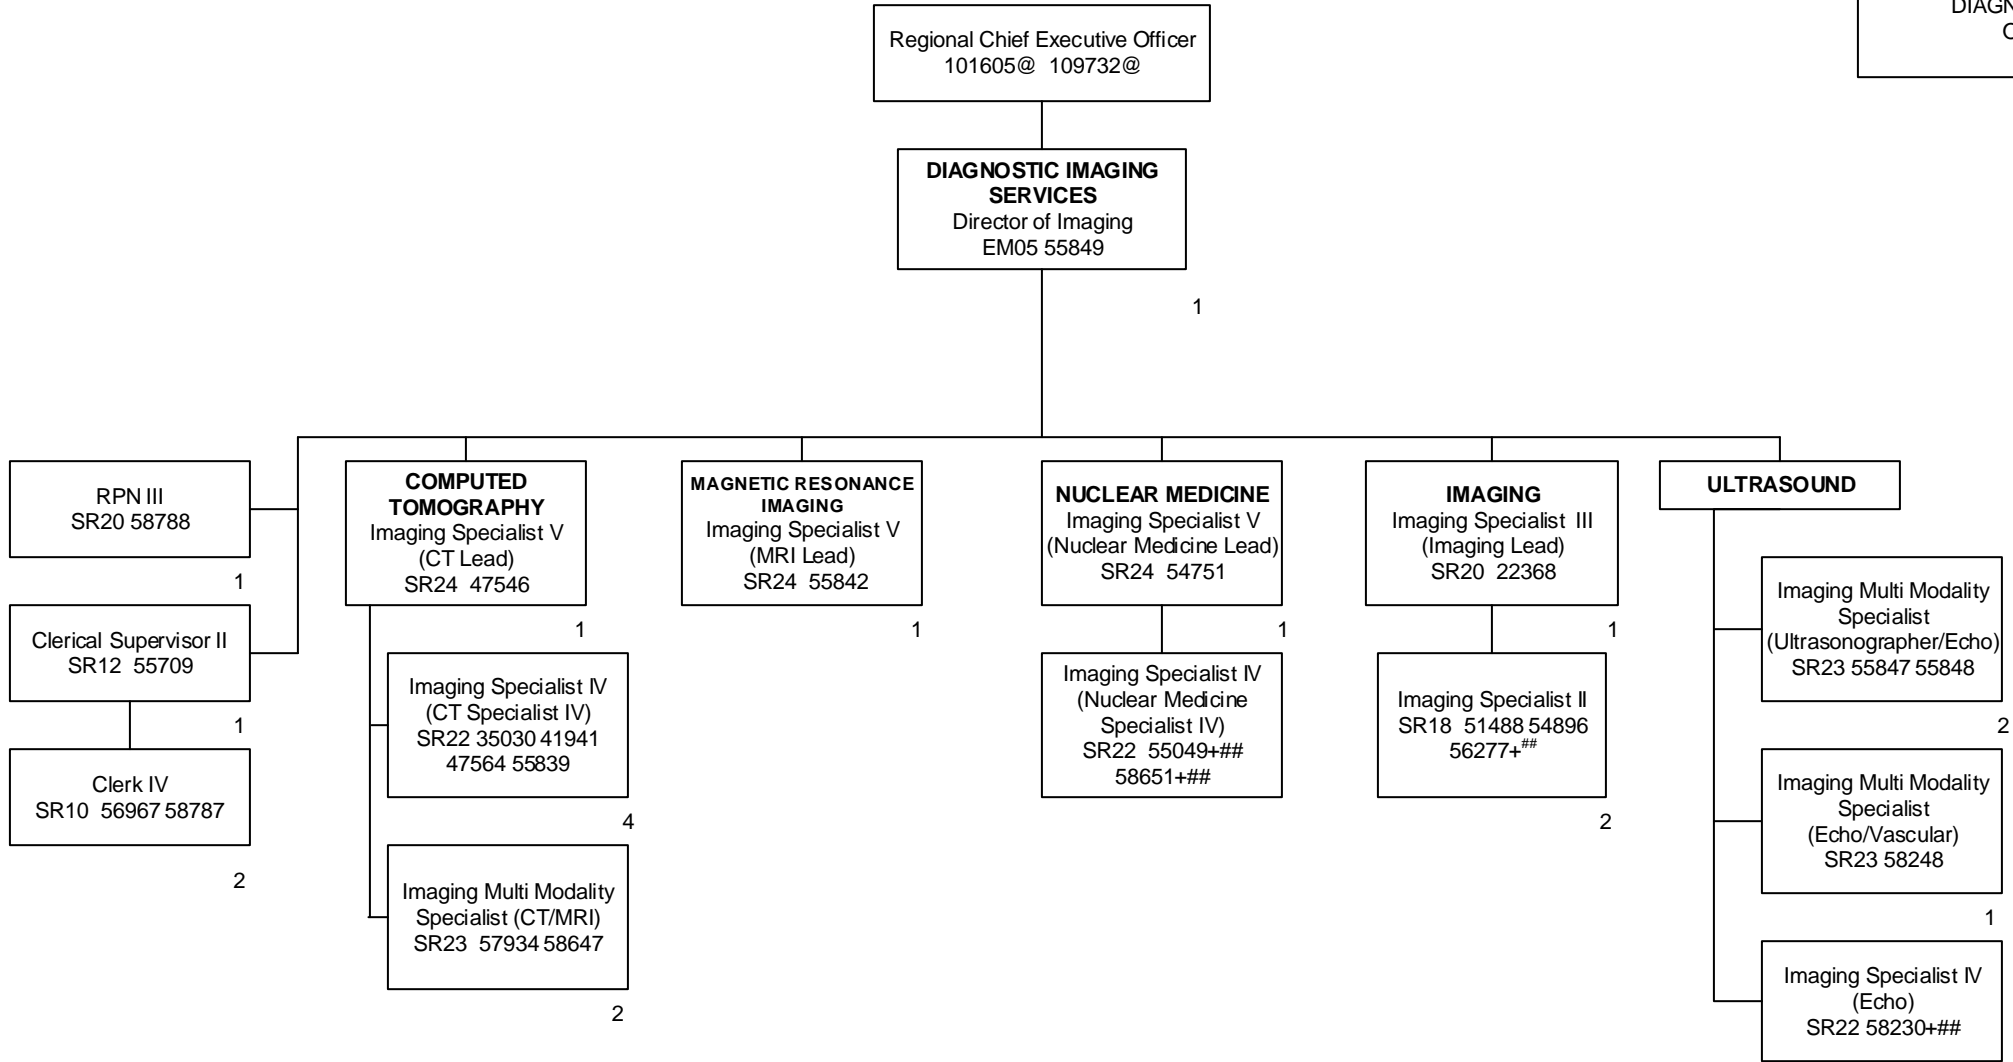 Regional Chief Executive Officer
101605@ 109732@
DIAGNOSTIC IMAGING
SERVICES
Director of Imaging
EM05 55849
1
RPN III
SR20 58788
1
Clerical Supervisor II
SR12 55709
1
Clerk IV
SR10 56967 58787
2
COMPUTED
TOMOGRAPHY
Imaging Specialist V
(CT Lead)
SR24 47546
1
Imaging Specialist IV
(CT Specialist IV)
SR22 35030 41941
47564 55839
4
Imaging Multi Modality
Specialist (CT/MRI)
SR23 57934 58647
2
MAGNETIC RESONANCE
IMAGING
Imaging Specialist V
(MRI Lead)
SR24 55842
1
NUCLEAR MEDICINE
Imaging Specialist V
(Nuclear Medicine Lead)
SR24 54751
1
Imaging Specialist IV
(Nuclear Medicine
Specialist IV)
SR22 55049+##
58651+##
IMAGING
Imaging Specialist III
(Imaging Lead)
SR20 22368
1
Imaging Specialist II
SR18 51488 54896
56277+##
2
ULTRASOUND
Imaging Multi Modality
Specialist
(Ultrasonographer/Echo)
SR23 55847 55848
2
Imaging Multi Modality
Specialist
(Echo/Vascular)
SR23 58248
1
Imaging Specialist IV
(Echo)
SR22 58230+##